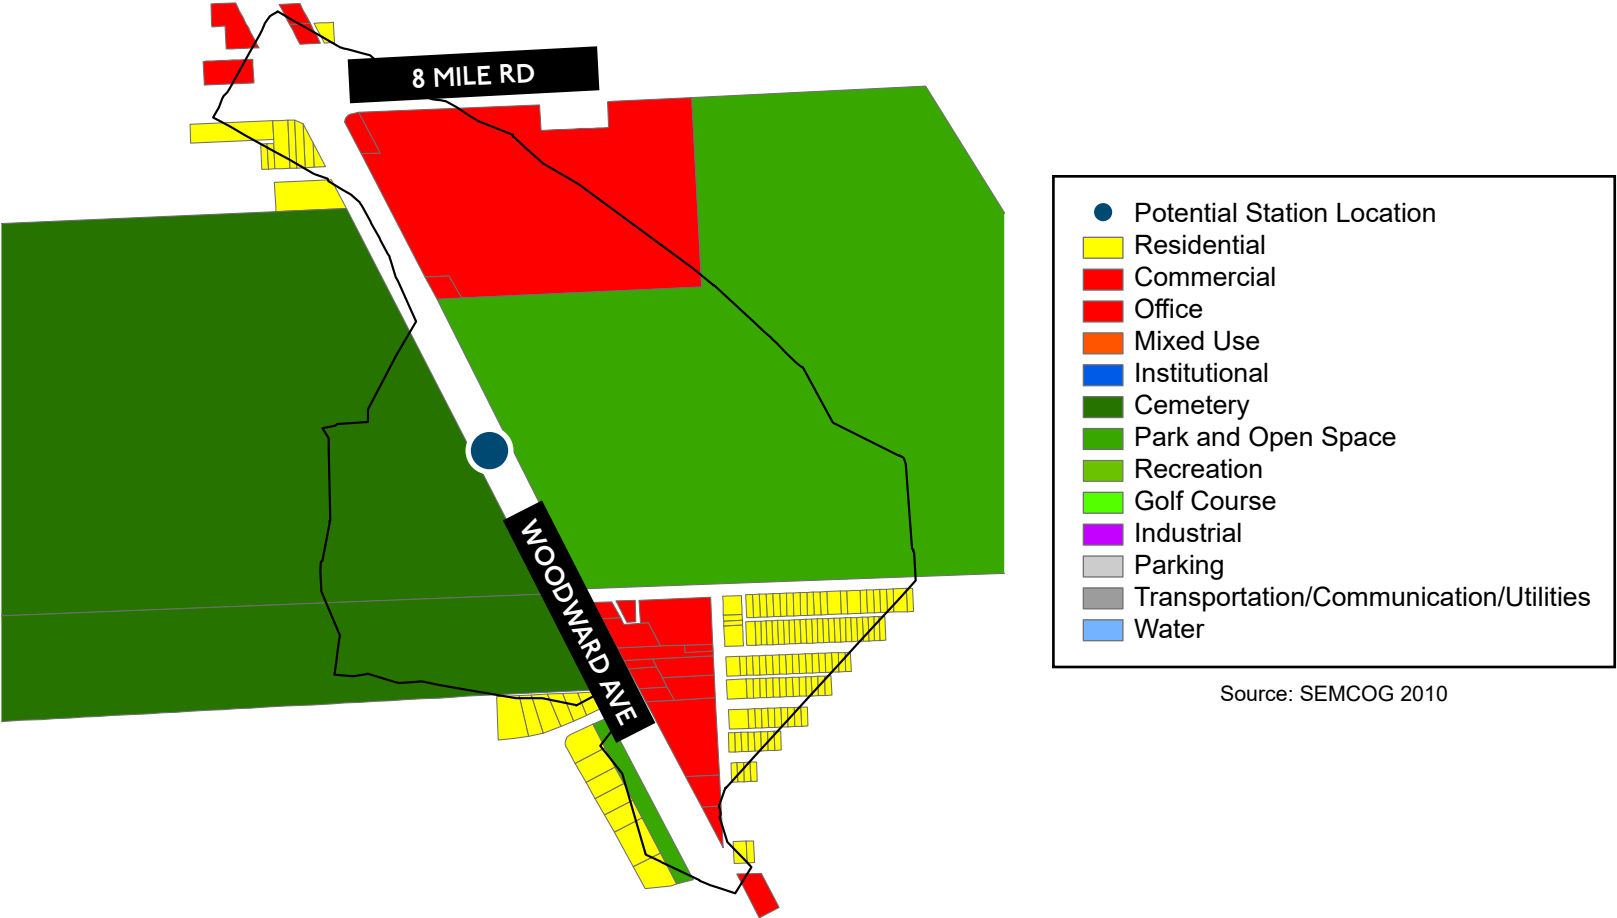 8 MILE RD
WOODWARD AVE
Potential Station Location
Residential
Commercial
Office
Mixed Use
Institutional
Cemetery
Park and Open Space
Recreation
Golf Course
Industrial
Parking
Transportation/Communication/Utilities
Water
Source: SEMCOG 2010